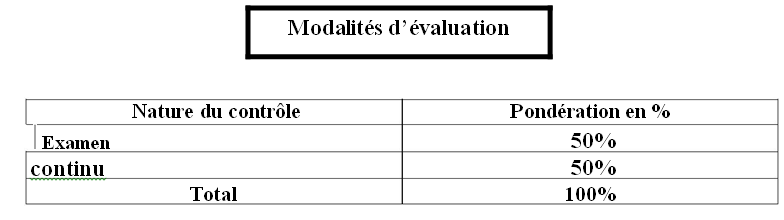 Modalités d’évaluation
Nature du contrôle Pondération en %
Examen 50%
continu 50%
Total 100%